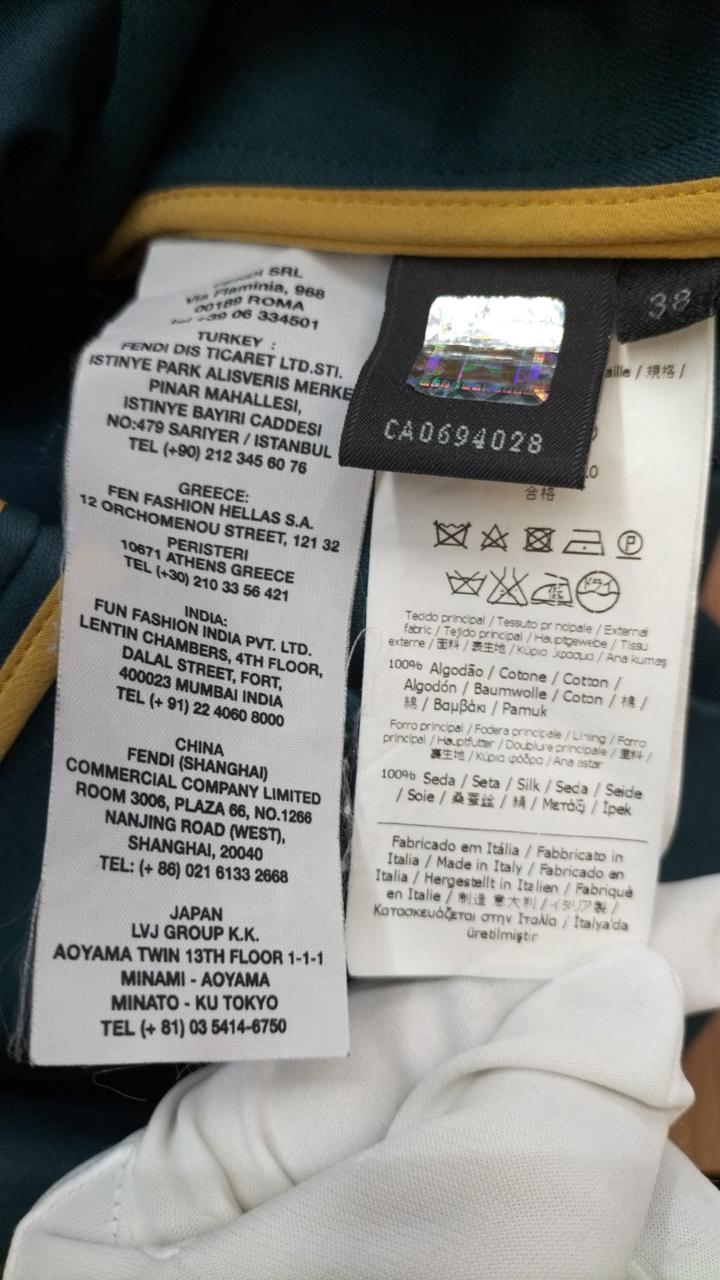 FENDI SRL
Via Flaminia, 968
00189 ROMA
Tel +39 06 334501
TURKEY :
FENDI DIS TICARET LTD.STI.
ISTINYE PARK ALISVERIS MERKE
PINAR MAHALLESI,
ISTINYE BAYIRI CADDESI
NO:479 SARIYER / ISTANBUL
TEL (+90) 212 345 60 76
GREECE:
FEN FASHION HELLAS S.A.
12 ORCHOMENOU STREET, 121 32
PERISTERI
10671 ATHENS GREECE
TEL (+30) 210 33 56 421
INDIA:
FUN FASHION INDIA PVT. LTD.
LENTIN CHAMBERS, 4TH FLOOR,
DALAL STREET, FORT,
400023 MUMBAI INDIA
TEL (+ 91) 22 4060 8000
CHINA
FENDI (SHANGHAI)
COMMERCIAL COMPANY LIMITED
ROOM 3006, PLAZA 66, NO.1266
NANJING ROAD (WEST),
SHANGHAI, 20040
TEL: (+ 86) 021 6133 2668
JAPAN
LVJ GROUP K.K.
AOYAMA TWIN 13TH FLOOR 1-1-1
MINAMI - AOYAMA
MINATO - KU TOKYO
TEL (+ 81) 03 5414-6750
CA0694028
38
aille / 規格 /
合格
P
ドライ
Tecido principal / Tessuto principale / External
fabric / Tejido principal / Hauptgewebe / Tissu
externe / 面料 / 表生地 / Κύριο ύφασμα / Ana kumaş
100% Algodão / Cotone / Cotton /
Algodón / Baumwolle / Coton / 棉 /
綿 / Βαμβάκι / Pamuk
Forro principal / Fodera principale / Lining / Forro
principal / Hauptfutter / Doublure principale / 里料 /
裏生地 / Κύρια φόδρα / Ana astar
100% Seda / Seta / Silk / Seda / Seide
/ Soie / 桑蚕丝 / 絹 / Μετάξι / İpek
Fabricado em Itália / Fabbricato in
Italia / Made in Italy / Fabricado en
Italia / Hergestellt in Italien / Fabriqué
en Italie / 制造 意大利 / イタリア製 /
Κατασκευάζεται στην Ιταλία / İtalya'da
üretilmiştir